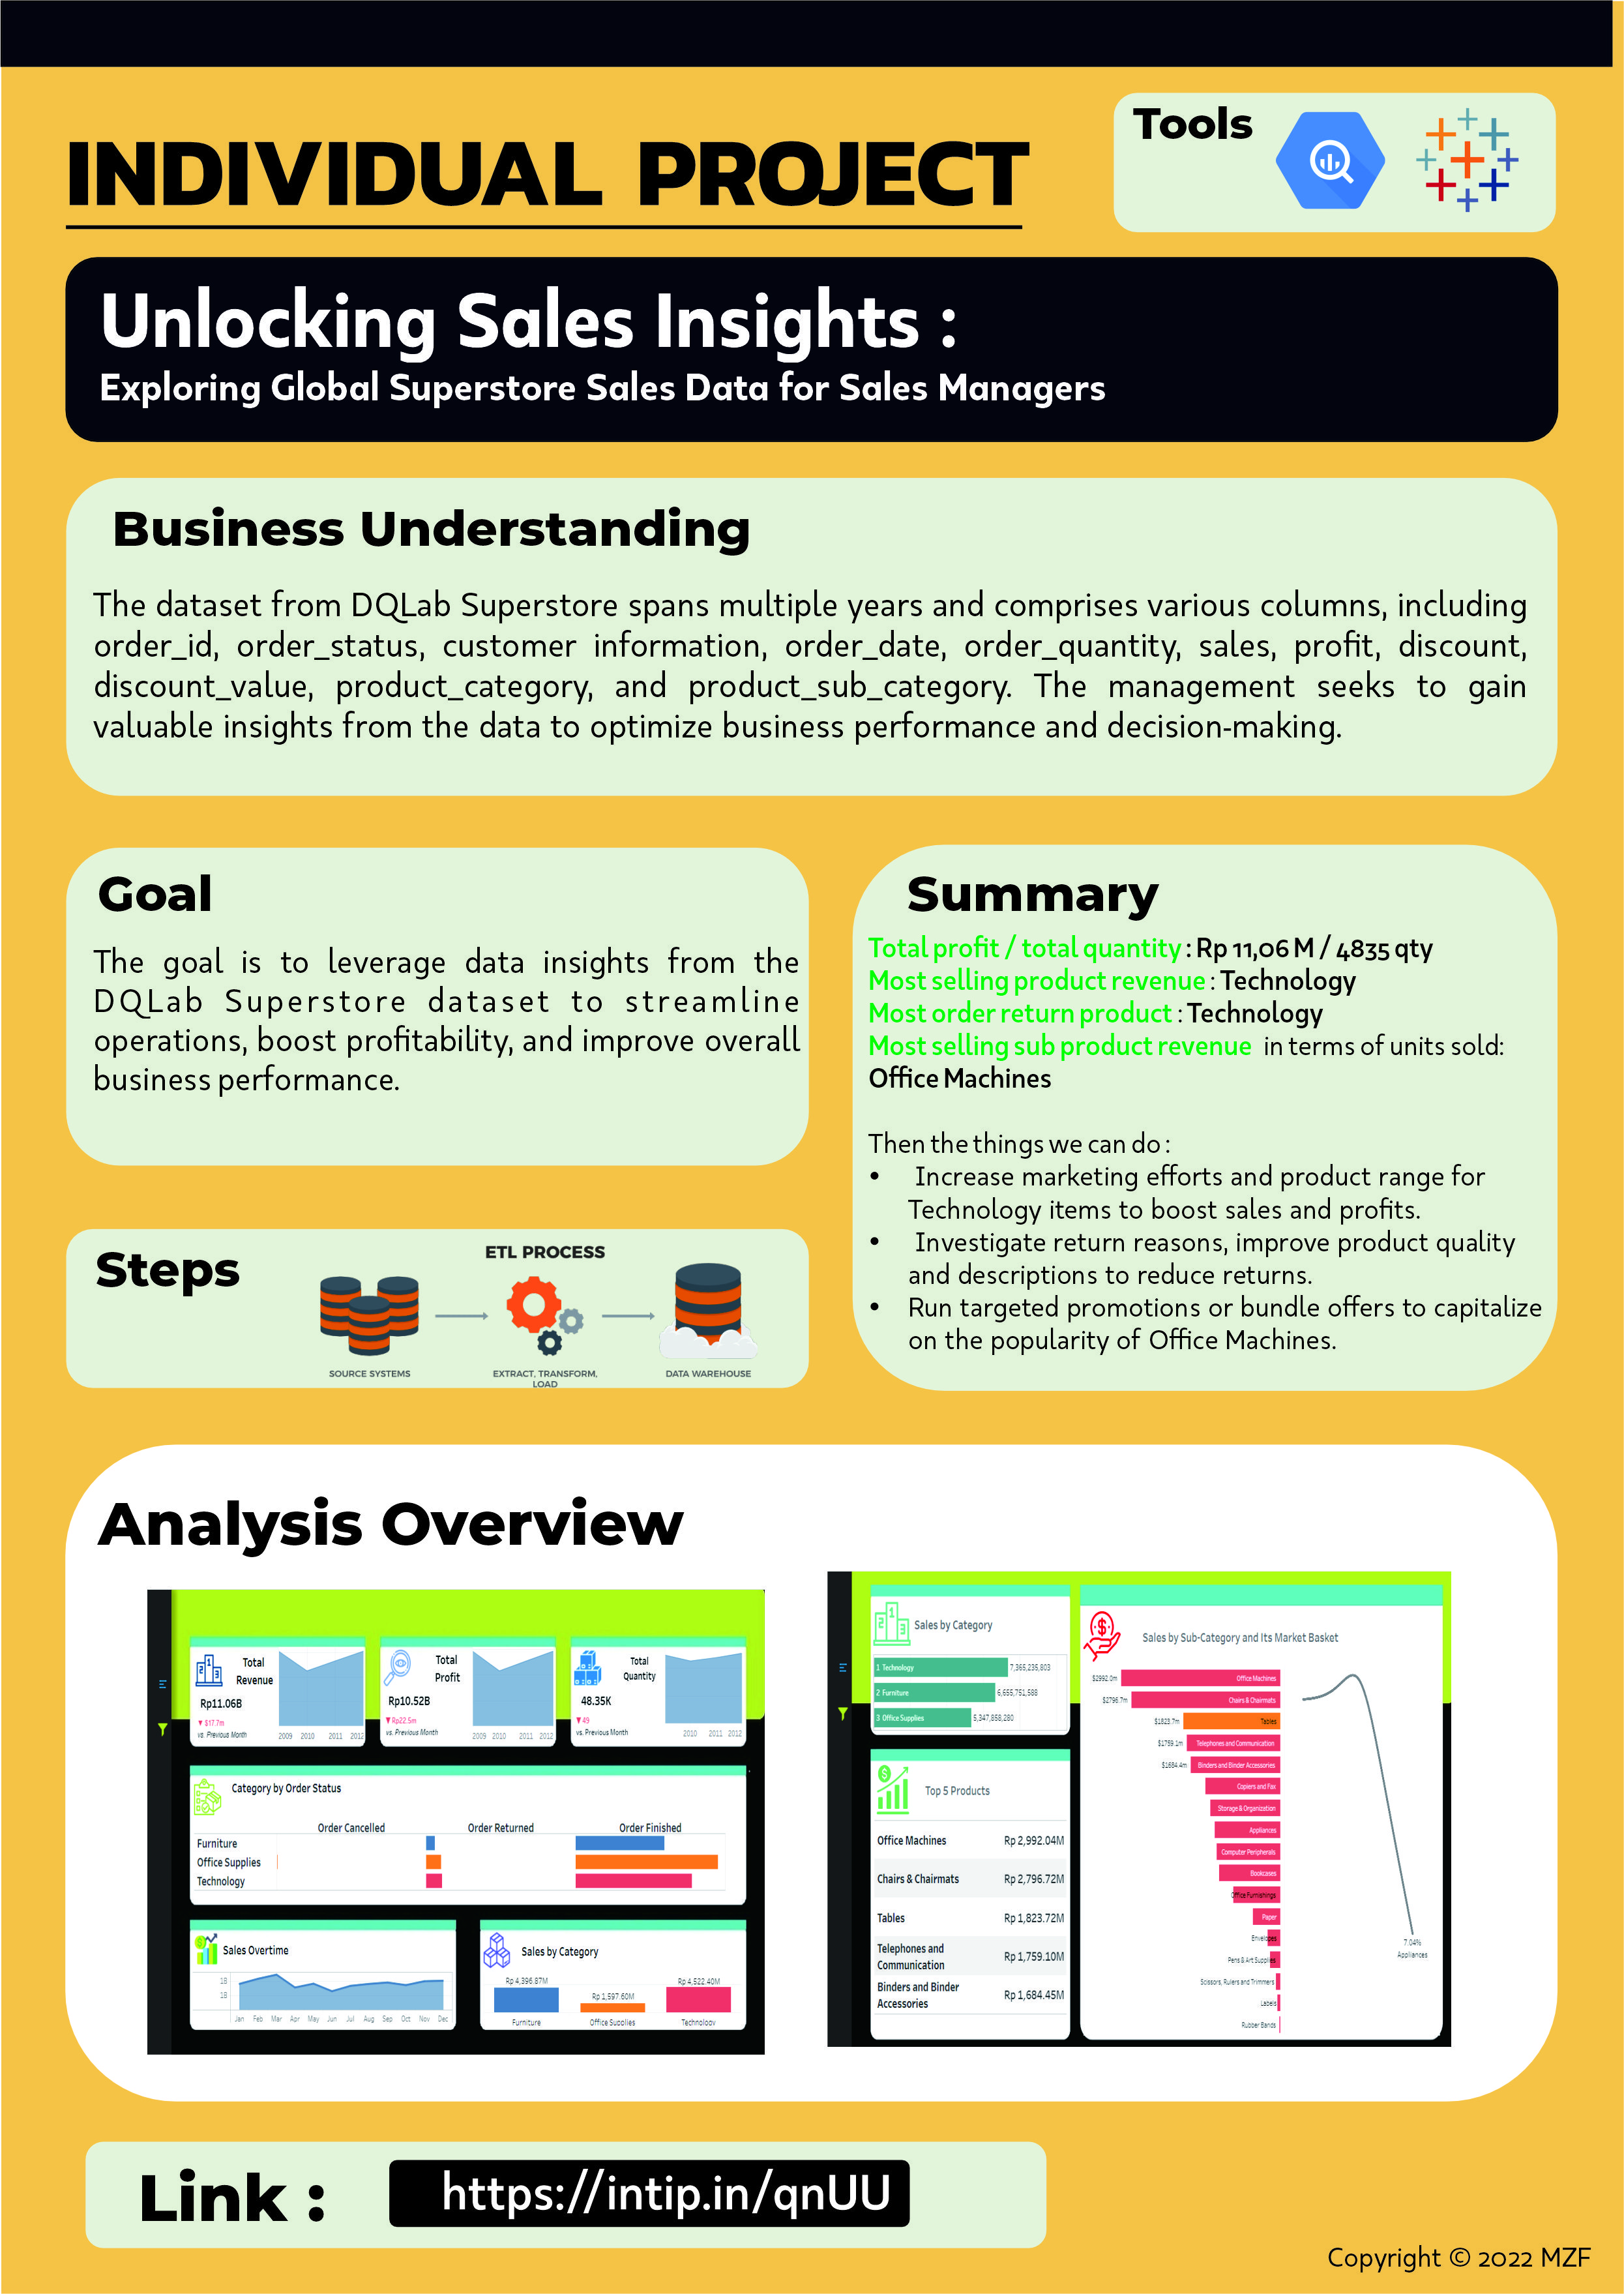 INDIVIDUAL PROJECT
Tools
Unlocking Sales Insights :
Exploring Global Superstore Sales Data for Sales Managers
Business Understanding
The dataset from DQLab Superstore spans multiple years and comprises various columns, including
order_id, order_status, customer information, order_date, order_quantity, sales, profit, discount,
discount_value, product_category, and product_sub_category. The management seeks to gain
valuable insights from the data to optimize business performance and decision-making.
Goal
The goal is to leverage data insights from the
DQLab Superstore dataset to streamline
operations, boost profitability, and improve overall
business performance.
Steps
ETL PROCESS
SOURCE SYSTEMS
EXTRACT, TRANSFORM,
LOAD
DATA WAREHOUSE
Summary
Total profit / total quantity : Rp 11,06 M / 4835 qty
Most selling product revenue : Technology
Most order return product : Technology
Most selling sub product revenue in terms of units sold:
Office Machines
Then the things we can do :
• Increase marketing efforts and product range for
Technology items to boost sales and profits.
• Investigate return reasons, improve product quality
and descriptions to reduce returns.
• Run targeted promotions or bundle offers to capitalize
on the popularity of Office Machines.
Analysis Overview
Total
Revenue
Rp11.06B
▼ $17.7m
vs. Previous Month
2009 2010 2011 2012
Total
Profit
Rp10.52B
▼ Rp22.5m
vs. Previous Month
2009 2010 2011 2012
Total
Quantity
48.35K
▼ 49
vs. Previous Month
2010 2011 2012
Category by Order Status
Order Cancelled Order Returned Order Finished
Furniture
Office Supplies
Technology
Sales Overtime
1B
1B
Jan Feb Mar Apr May Jun Jul Aug Sep Oct Nov Dec
Sales by Category
Rp 4,396.87M
Rp 1,597.60M
Rp 4,522.40M
Furniture Office Supplies Technology
Sales by Category
1 Technology 7,365,235,803
2 Furniture 6,655,751,588
3 Office Supplies 5,347,858,280
Top 5 Products
Office Machines Rp 2,992.04M
Chairs & Chairmats Rp 2,796.72M
Tables Rp 1,823.72M
Telephones and
Communication Rp 1,759.10M
Binders and Binder
Accessories Rp 1,684.45M
Sales by Sub-Category and Its Market Basket
$2992.0m Office Machines
$2796.7m Chairs & Chairmats
$1823.7m Tables
$1759.1m Telephones and Communication
$1684.4m Binders and Binder Accessories
Copiers and Fax
Storage & Organization
Appliances
Computer Peripherals
Bookcases
Office Furnishings
Paper
Envelopes
Pens & Art Supplies
Scissors, Rulers and Trimmers
Labels
Rubber Bands
7.04%
Appliances
Link :
https://intip.in/qnUU
Copyright © 2022 MZF